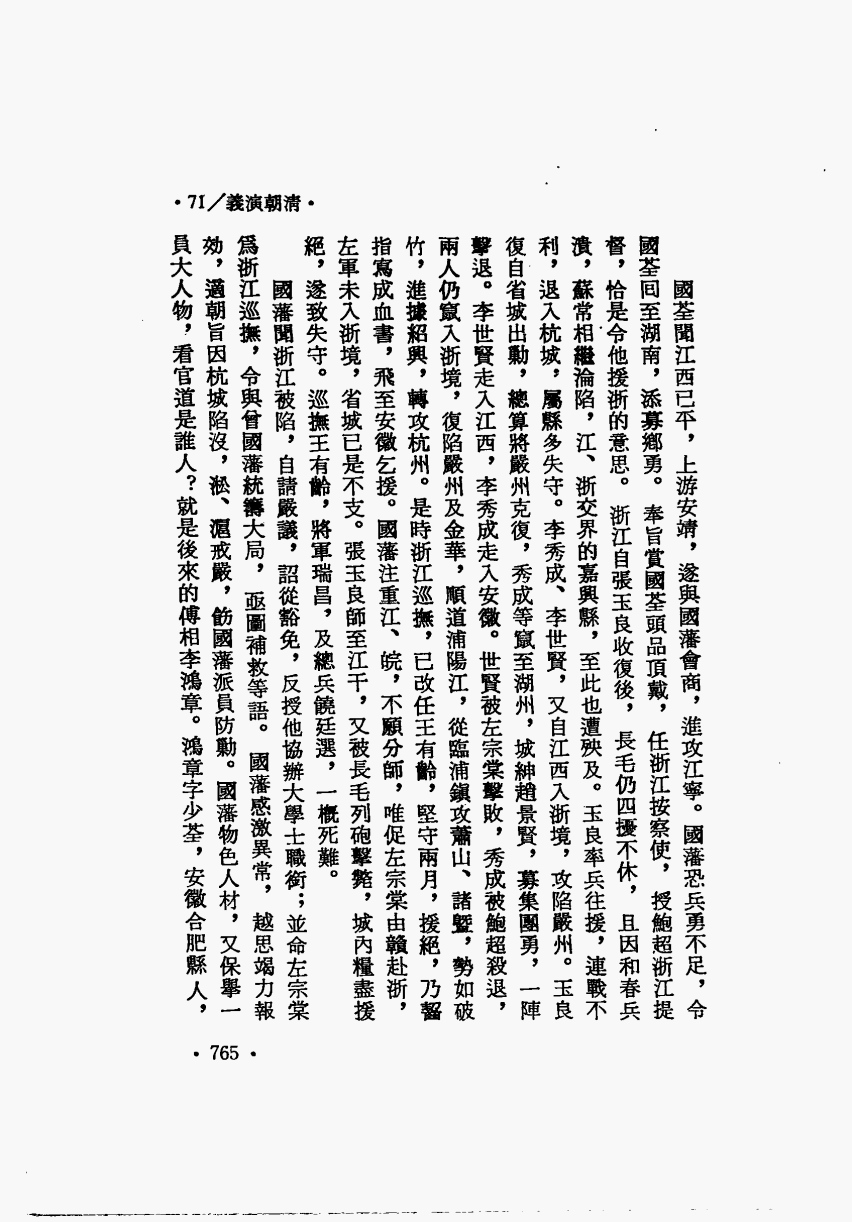 ·清朝演義/71·
國荃聞江西已平，上游安靖，遂與國藩會商，進攻江寧。國藩恐兵勇不足，令
國荃回至湖南，添募鄉勇。奉旨賞國荃頭品頂戴，任浙江按察使，授鮑超浙江提
督，恰是令他援浙的意思。浙江自張玉良收復後，長毛仍四擾不休，且因和春兵
潰，蘇常相繼淪陷，江、浙交界的嘉興縣，至此也遭殃及。玉良率兵往援，連戰不
利，退入杭城，屬縣多失守。李秀成、李世賢，又自江西入浙境，攻陷嚴州。玉良
復自省城出勦，總算將嚴州克復，秀成等竄至湖州，城紳趙景賢，募集團勇，一陣
擊退。李世賢走入江西，李秀成走入安徽。世賢被左宗棠擊敗，秀成被鮑超殺退，
兩人仍竄入浙境，復陷嚴州及金華，順道浦陽江，從臨浦鎭攻蕭山、諸暨，勢如破
竹，進據紹興，轉攻杭州。是時浙江巡撫，已改任王有齡，堅守兩月，援絕，乃齧
指寫成血書，飛至安徽乞援。國藩注重江、皖，不願分師，唯促左宗棠由贛赴浙，
左軍未入浙境，省城已是不支。張玉良師至江干，又被長毛列砲擊斃，城內糧盡援
絕，遂致失守。巡撫王有齡，將軍瑞昌，及總兵饒廷選，一概死難。
國藩聞浙江被陷，自請嚴議，詔從豁免，反授他協辦大學士職銜；並命左宗棠
爲浙江巡撫，令與曾國藩統籌大局，亟圖補救等語。國藩感激異常，越思竭力報
効，適朝旨因杭城陷沒，淞、滬戒嚴，飭國藩派員防勦。國藩物色人材，又保舉一
員大人物，看官道是誰人？就是後來的傅相李鴻章。鴻章字少荃，安徽合肥縣人，
·765·